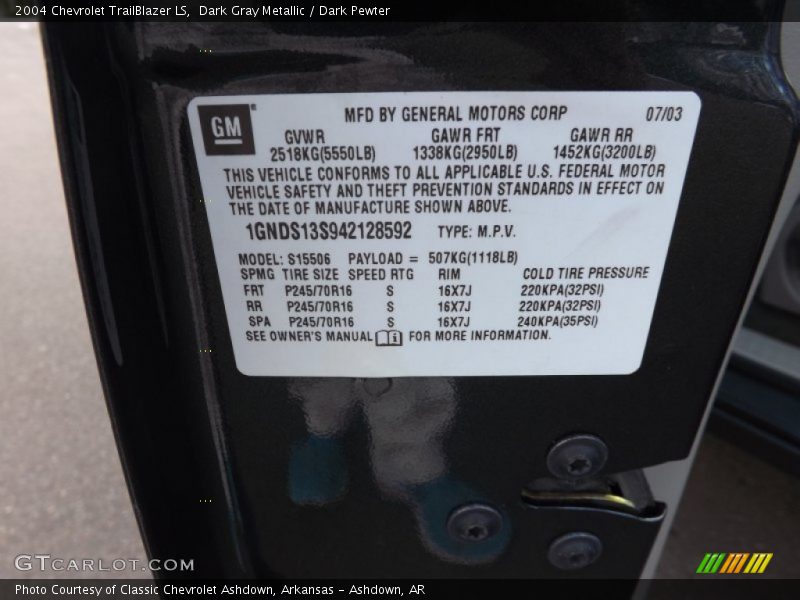 2004 Chevrolet TrailBlazer LS,  Dark Gray Metallic / Dark Pewter
GM
MFD BY GENERAL MOTORS CORP 07/03
GVWR GAWR FRT GAWR RR
2518KG(5550LB) 1338KG(2950LB) 1452KG(3200LB)
THIS VEHICLE CONFORMS TO ALL APPLICABLE U.S. FEDERAL MOTOR
VEHICLE SAFETY AND THEFT PREVENTION STANDARDS IN EFFECT ON
THE DATE OF MANUFACTURE SHOWN ABOVE.
1GNDS13S942128592 TYPE: M.P.V.
MODEL: S15506 PAYLOAD = 507KG(1118LB)
SPMG TIRE SIZE SPEED RTG RIM COLD TIRE PRESSURE
FRT P245/70R16 S 16X7J 220KPA(32PSI)
RR P245/70R16 S 16X7J 220KPA(32PSI)
SPA P245/70R16 S 16X7J 240KPA(35PSI)
SEE OWNER'S MANUAL i FOR MORE INFORMATION.
GTCARLOT.COM
Photo Courtesy of Classic Chevrolet Ashdown, Arkansas - Ashdown, AR